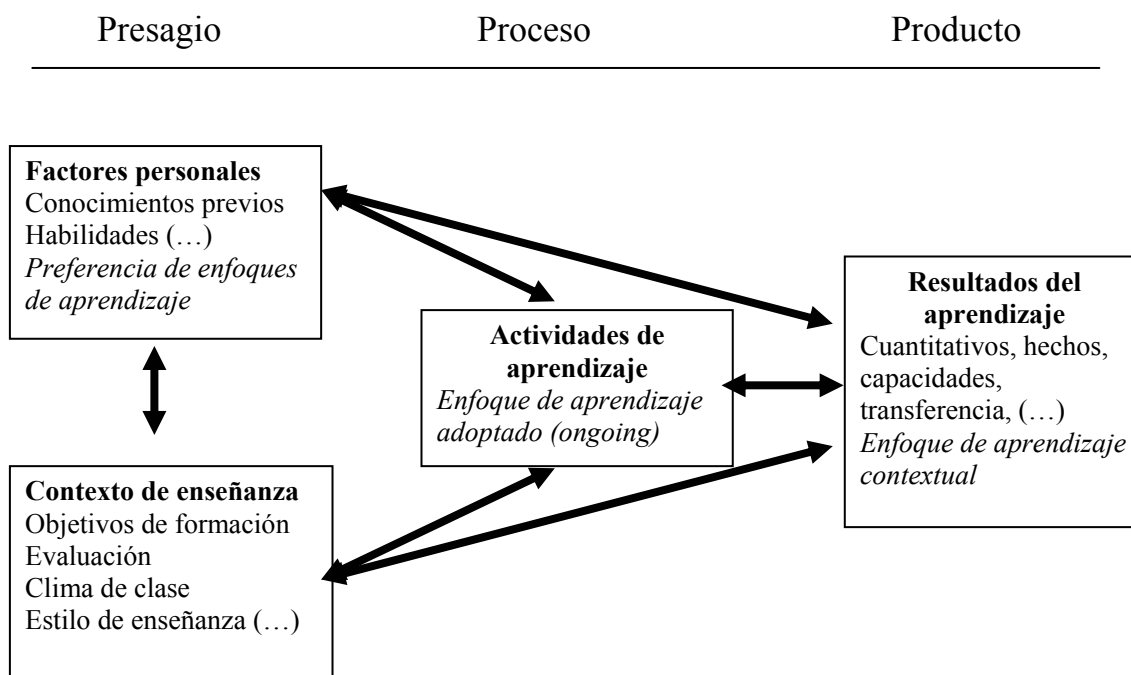 Presagio
Proceso
Producto
Factores personales
Conocimientos previos
Habilidades (…)
Preferencia de enfoques
de aprendizaje
Contexto de enseñanza
Objetivos de formación
Evaluación
Clima de clase
Estilo de enseñanza (…)
Actividades de
aprendizaje
Enfoque de aprendizaje
adoptado (ongoing)
Resultados del
aprendizaje
Cuantitativos, hechos,
capacidades,
transferencia, (…)
Enfoque de aprendizaje
contextual